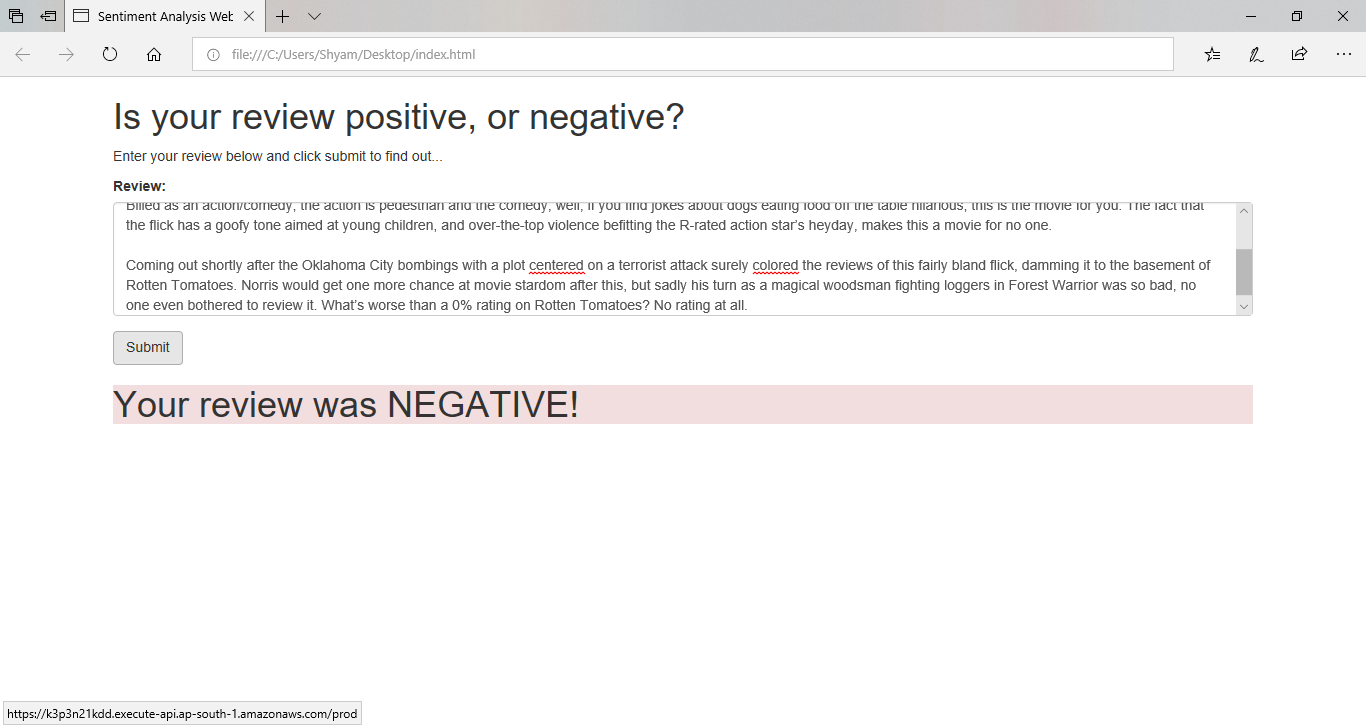 Sentiment Analysis Web
file:///C:/Users/Shyam/Desktop/index.html
Is your review positive, or negative?
Enter your review below and click submit to find out...
Review:
Billed as an action/comedy, the action is pedestrian and the comedy, well, if you find jokes about dogs eating food off the table hilarious, this is the movie for you. The fact that
the flick has a goofy tone aimed at young children, and over-the-top violence befitting the R-rated action star’s heyday, makes this a movie for no one.
Coming out shortly after the Oklahoma City bombings with a plot centered on a terrorist attack surely colored the reviews of this fairly bland flick, damming it to the basement of
Rotten Tomatoes. Norris would get one more chance at movie stardom after this, but sadly his turn as a magical woodsman fighting loggers in Forest Warrior was so bad, no
one even bothered to review it. What’s worse than a 0% rating on Rotten Tomatoes? No rating at all.
Submit
Your review was NEGATIVE!
https://k3p3n21kdd.execute-api.ap-south-1.amazonaws.com/prod